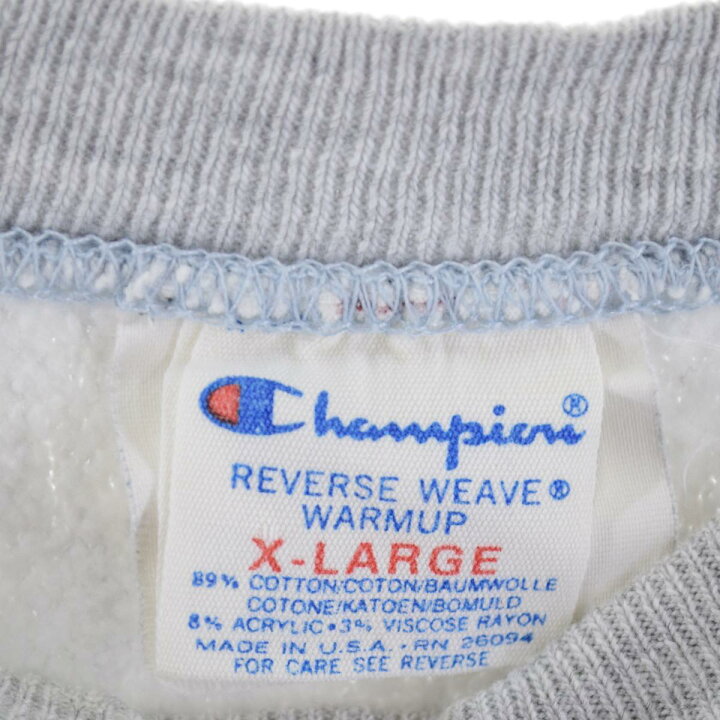 Champion®
REVERSE WEAVE®
WARMUP
X-LARGE
89% COTTON/COTON/BAUMWOLLE
COTONE/KATOEN/BOMULD
8% ACRYLIC•3% VISCOSE RAYON
MADE IN U.S.A. • RN 26094
FOR CARE SEE REVERSE